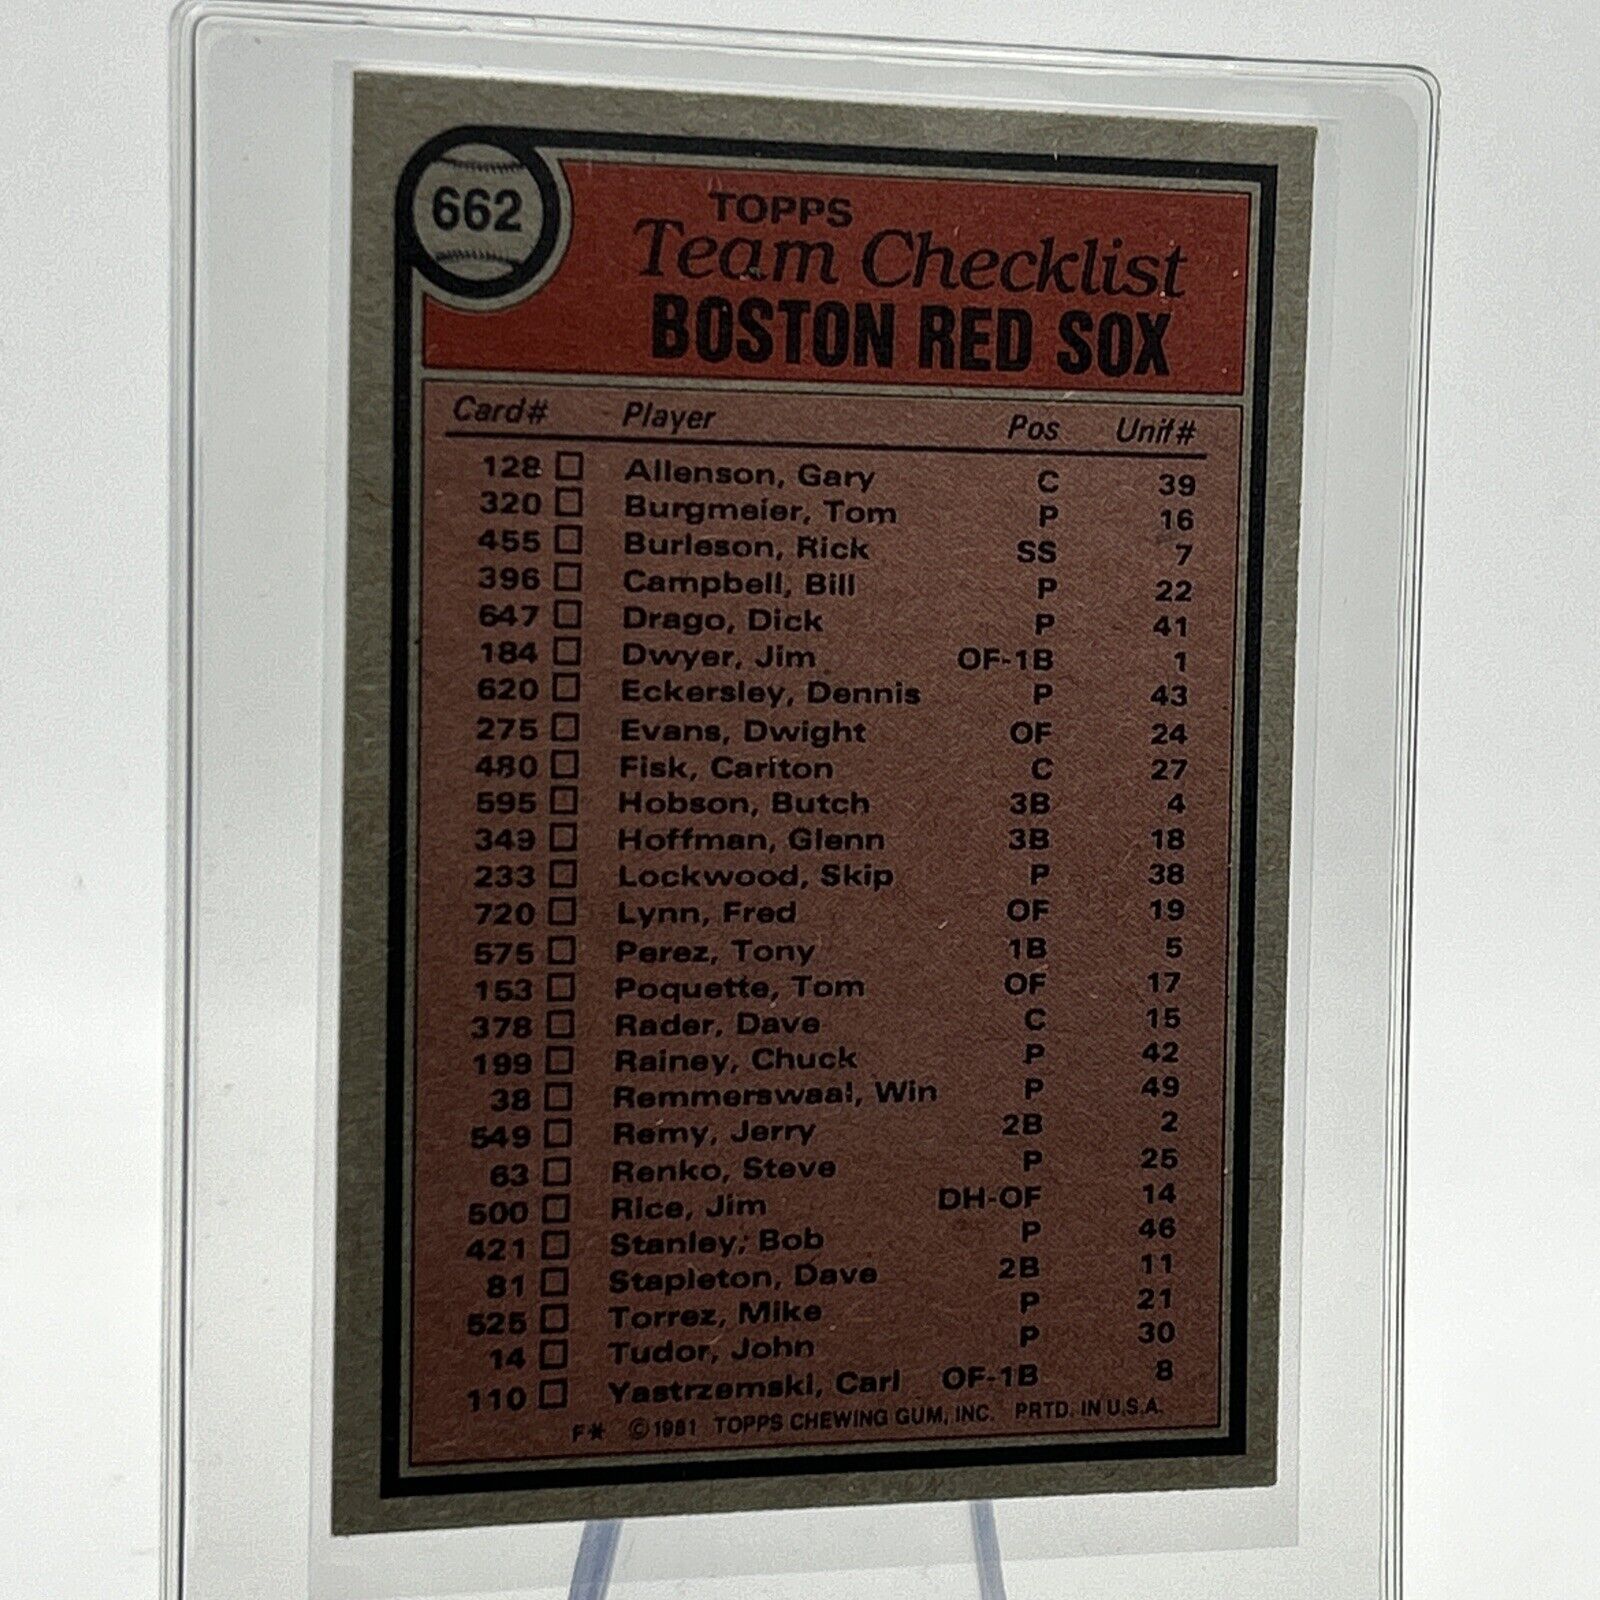 662
TOPPS
Team Checklist
BOSTON RED SOX
Card# Player Pos Unif#
128 Allenson, Gary C 39
320 Burgmeier, Tom P 16
455 Burleson, Rick SS 7
396 Campbell, Bill P 22
647 Drago, Dick P 41
184 Dwyer, Jim OF-1B 1
620 Eckersley, Dennis P 43
275 Evans, Dwight OF 24
480 Fisk, Carlton C 27
595 Hobson, Butch 3B 4
349 Hoffman, Glenn 3B 18
233 Lockwood, Skip P 38
720 Lynn, Fred OF 19
575 Perez, Tony 1B 5
153 Poquette, Tom OF 17
378 Rader, Dave C 15
199 Rainey, Chuck P 42
38 Remmerswaal, Win P 49
549 Remy, Jerry 2B 2
63 Renko, Steve P 25
500 Rice, Jim DH-OF 14
421 Stanley, Bob P 46
81 Stapleton, Dave 2B 11
525 Torrez, Mike P 21
14 Tudor, John P 30
110 Yastrzemski, Carl OF-1B 8
F* ©1981 TOPPS CHEWING GUM, INC. PRTD. IN U.S.A.